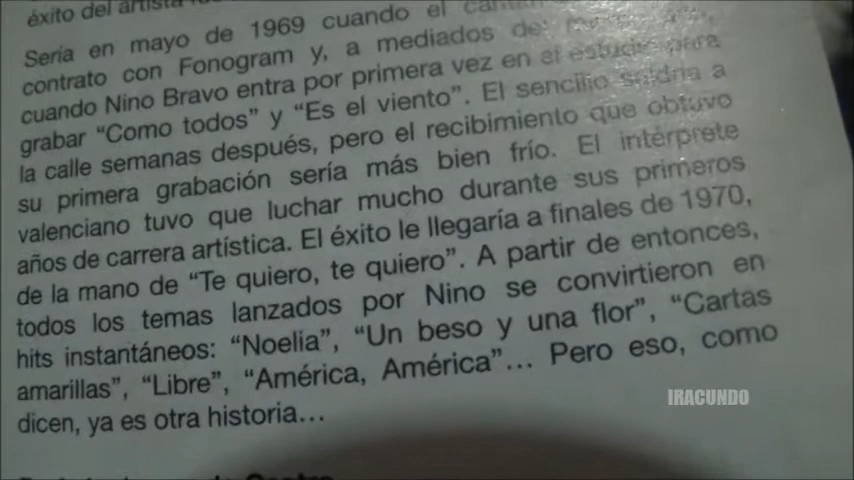 éxito del artista
Sería en mayo de 1969 cuando el
contrato con Fonogram y, a mediados de
cuando Nino Bravo entra por primera vez en el estudio para
grabar “Como todos” y “Es el viento”. El sencillo saldría a
la calle semanas después, pero el recibimiento que obtuvo
su primera grabación sería más bien frío. El intérprete
valenciano tuvo que luchar mucho durante sus primeros
años de carrera artística. El éxito le llegaría a finales de 1970,
de la mano de “Te quiero, te quiero”. A partir de entonces,
todos los temas lanzados por Nino se convirtieron en
hits instantáneos: “Noelia”, “Un beso y una flor”, “Cartas
amarillas”, “Libre”, “América, América”... Pero eso, como
dicen, ya es otra historia...
IRACUNDO